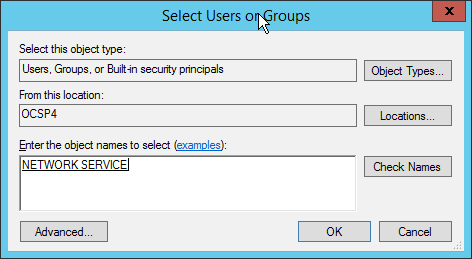 Select Users or Groups
x
Select this object type:
Users, Groups, or Built-in security principals
Object Types...
From this location:
OCSP4
Locations...
Enter the object names to select (examples):
NETWORK SERVICE
Check Names
Advanced...
OK
Cancel